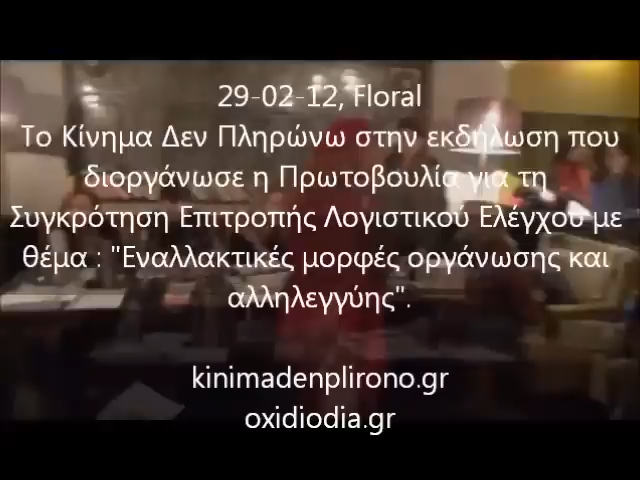 29-02-12, Floral
Το Κίνημα Δεν Πληρώνω στην εκδήλωση που
διοργάνωσε η Πρωτοβουλία για τη
Συγκρότηση Επιτροπής Λογιστικού Ελέγχου με
θέμα : "Εναλλακτικές μορφές οργάνωσης και
αλληλεγγύης".
kinimadenplirono.gr
oxidiodia.gr